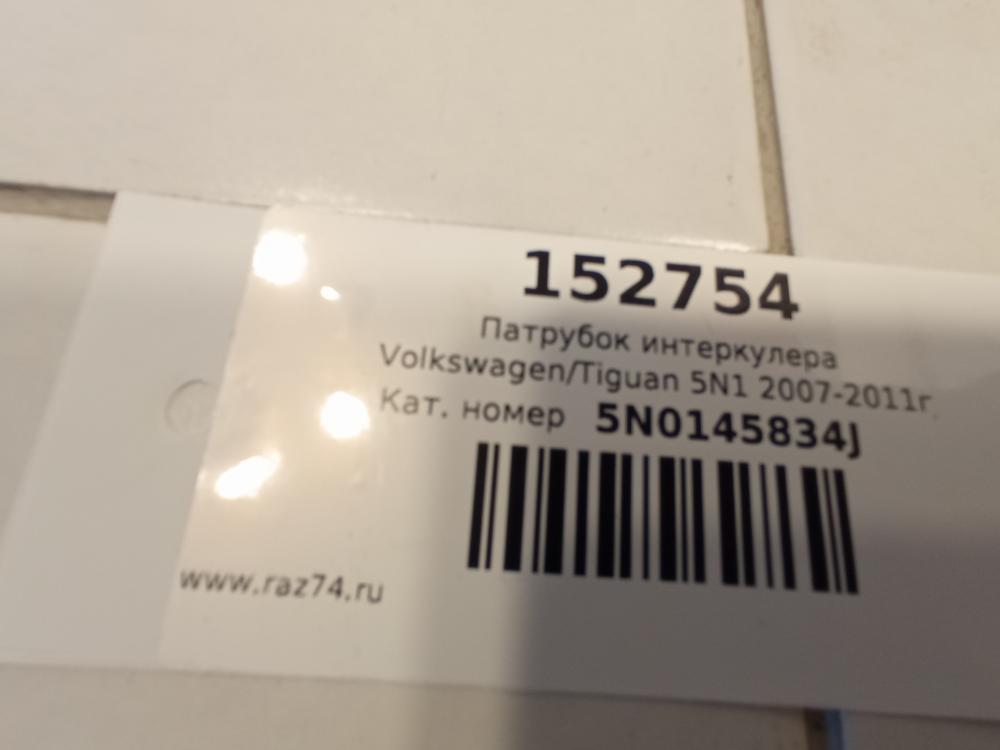 152754
Патрубок интеркулера
Volkswagen/Tiguan 5N1 2007-2011г.
Кат. номер 5N0145834J
www.raz74.ru